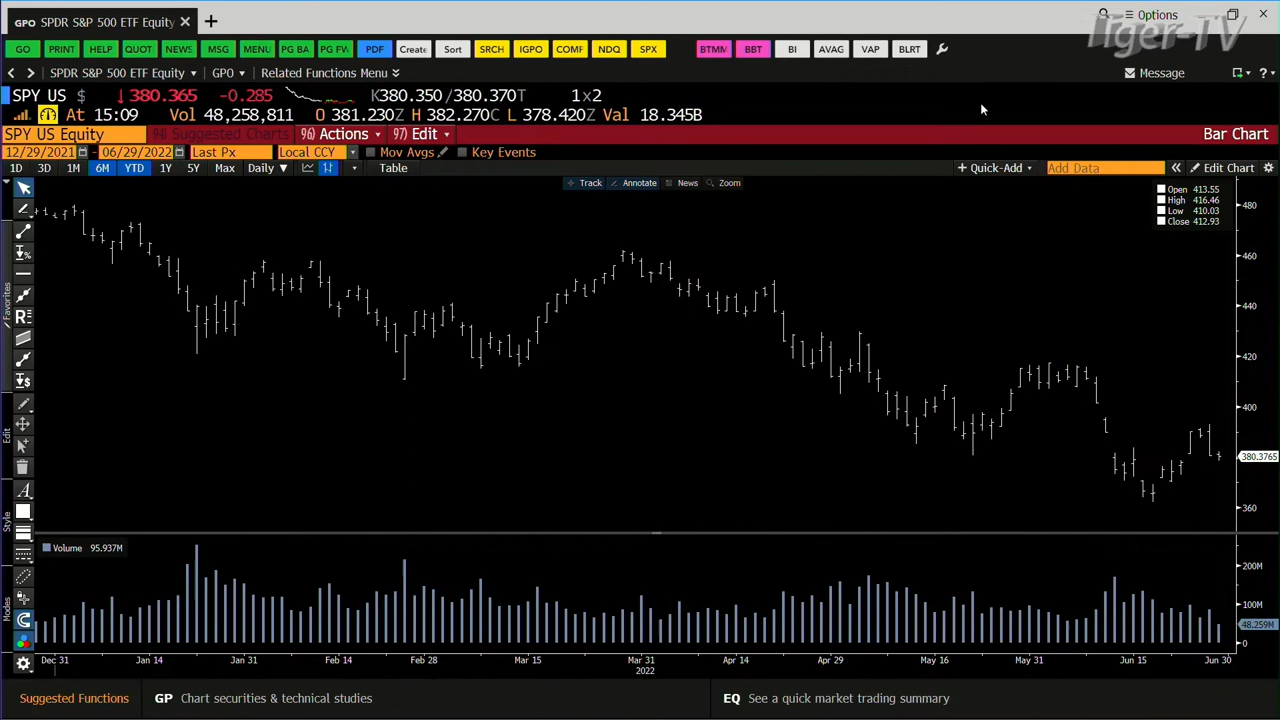 GPO SPDR S&P 500 ETF Equity × +
Options
Tiger-TV
GO PRINT HELP QUOT NEWS MSG MENU PG BA PG FV PDF Create Sort SRCH IGPO COMF NDQ SPX BTMM BBT BI AVAG VAP BLRT
SPDR S&P 500 ETF Equity GPO Related Functions Menu Message ?
SPY US $ ↓380.365 -0.285 K380.350/380.370T 1x2
At 15:09 Vol 48,258,811 O 381.230Z H 382.270C L 378.420Z Val 18.345B
SPY US Equity 94) Suggested Charts 96) Actions 97) Edit Bar Chart
12/29/2021 - 06/29/2022 Last Px Local CCY Mov Avgs Key Events
1D 3D 1M 6M YTD 1Y 5Y Max Daily ▼ Table + Quick-Add Add Data « Edit Chart
Track Annotate News Zoom
Open 413.55
High 416.46
Low 410.03
Close 412.93
480
460
440
420
400
380.3765
360
Favorites
Edit
Style
Modes
Volume 95.937M
200M
100M
48.259M
0
Dec 31 Jan 14 Jan 31 Feb 14 Feb 28 Mar 15 Mar 31 Apr 14 Apr 29 May 16 May 31 Jun 15 Jun 30
2022
Suggested Functions GP Chart securities & technical studies EQ See a quick market trading summary